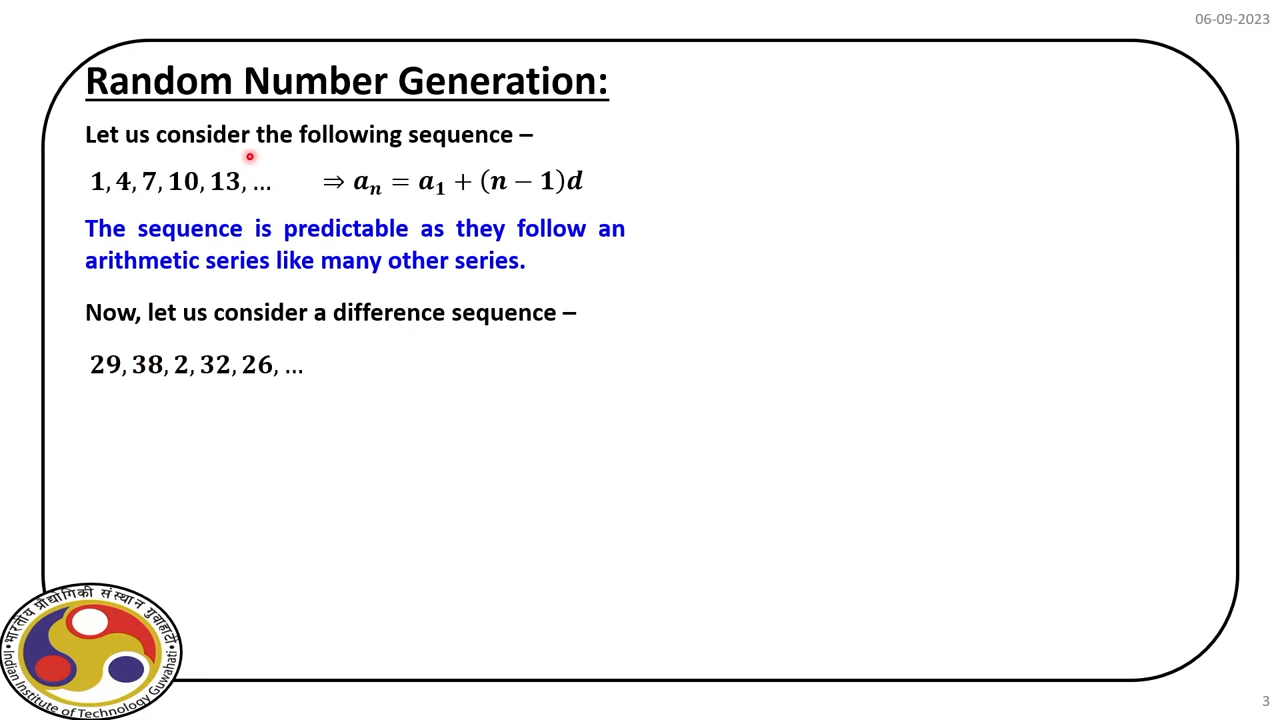 06-09-2023
Random Number Generation:
Let us consider the following sequence –
1, 4, 7, 10, 13, … ⇒ aₙ = a₁ + (n − 1)d
The sequence is predictable as they follow an
arithmetic series like many other series.
Now, let us consider a difference sequence –
29, 38, 2, 32, 26, …
भारतीय प्रौद्योगिकी संस्थान गुवाहाटी
Indian Institute of Technology Guwahati
3